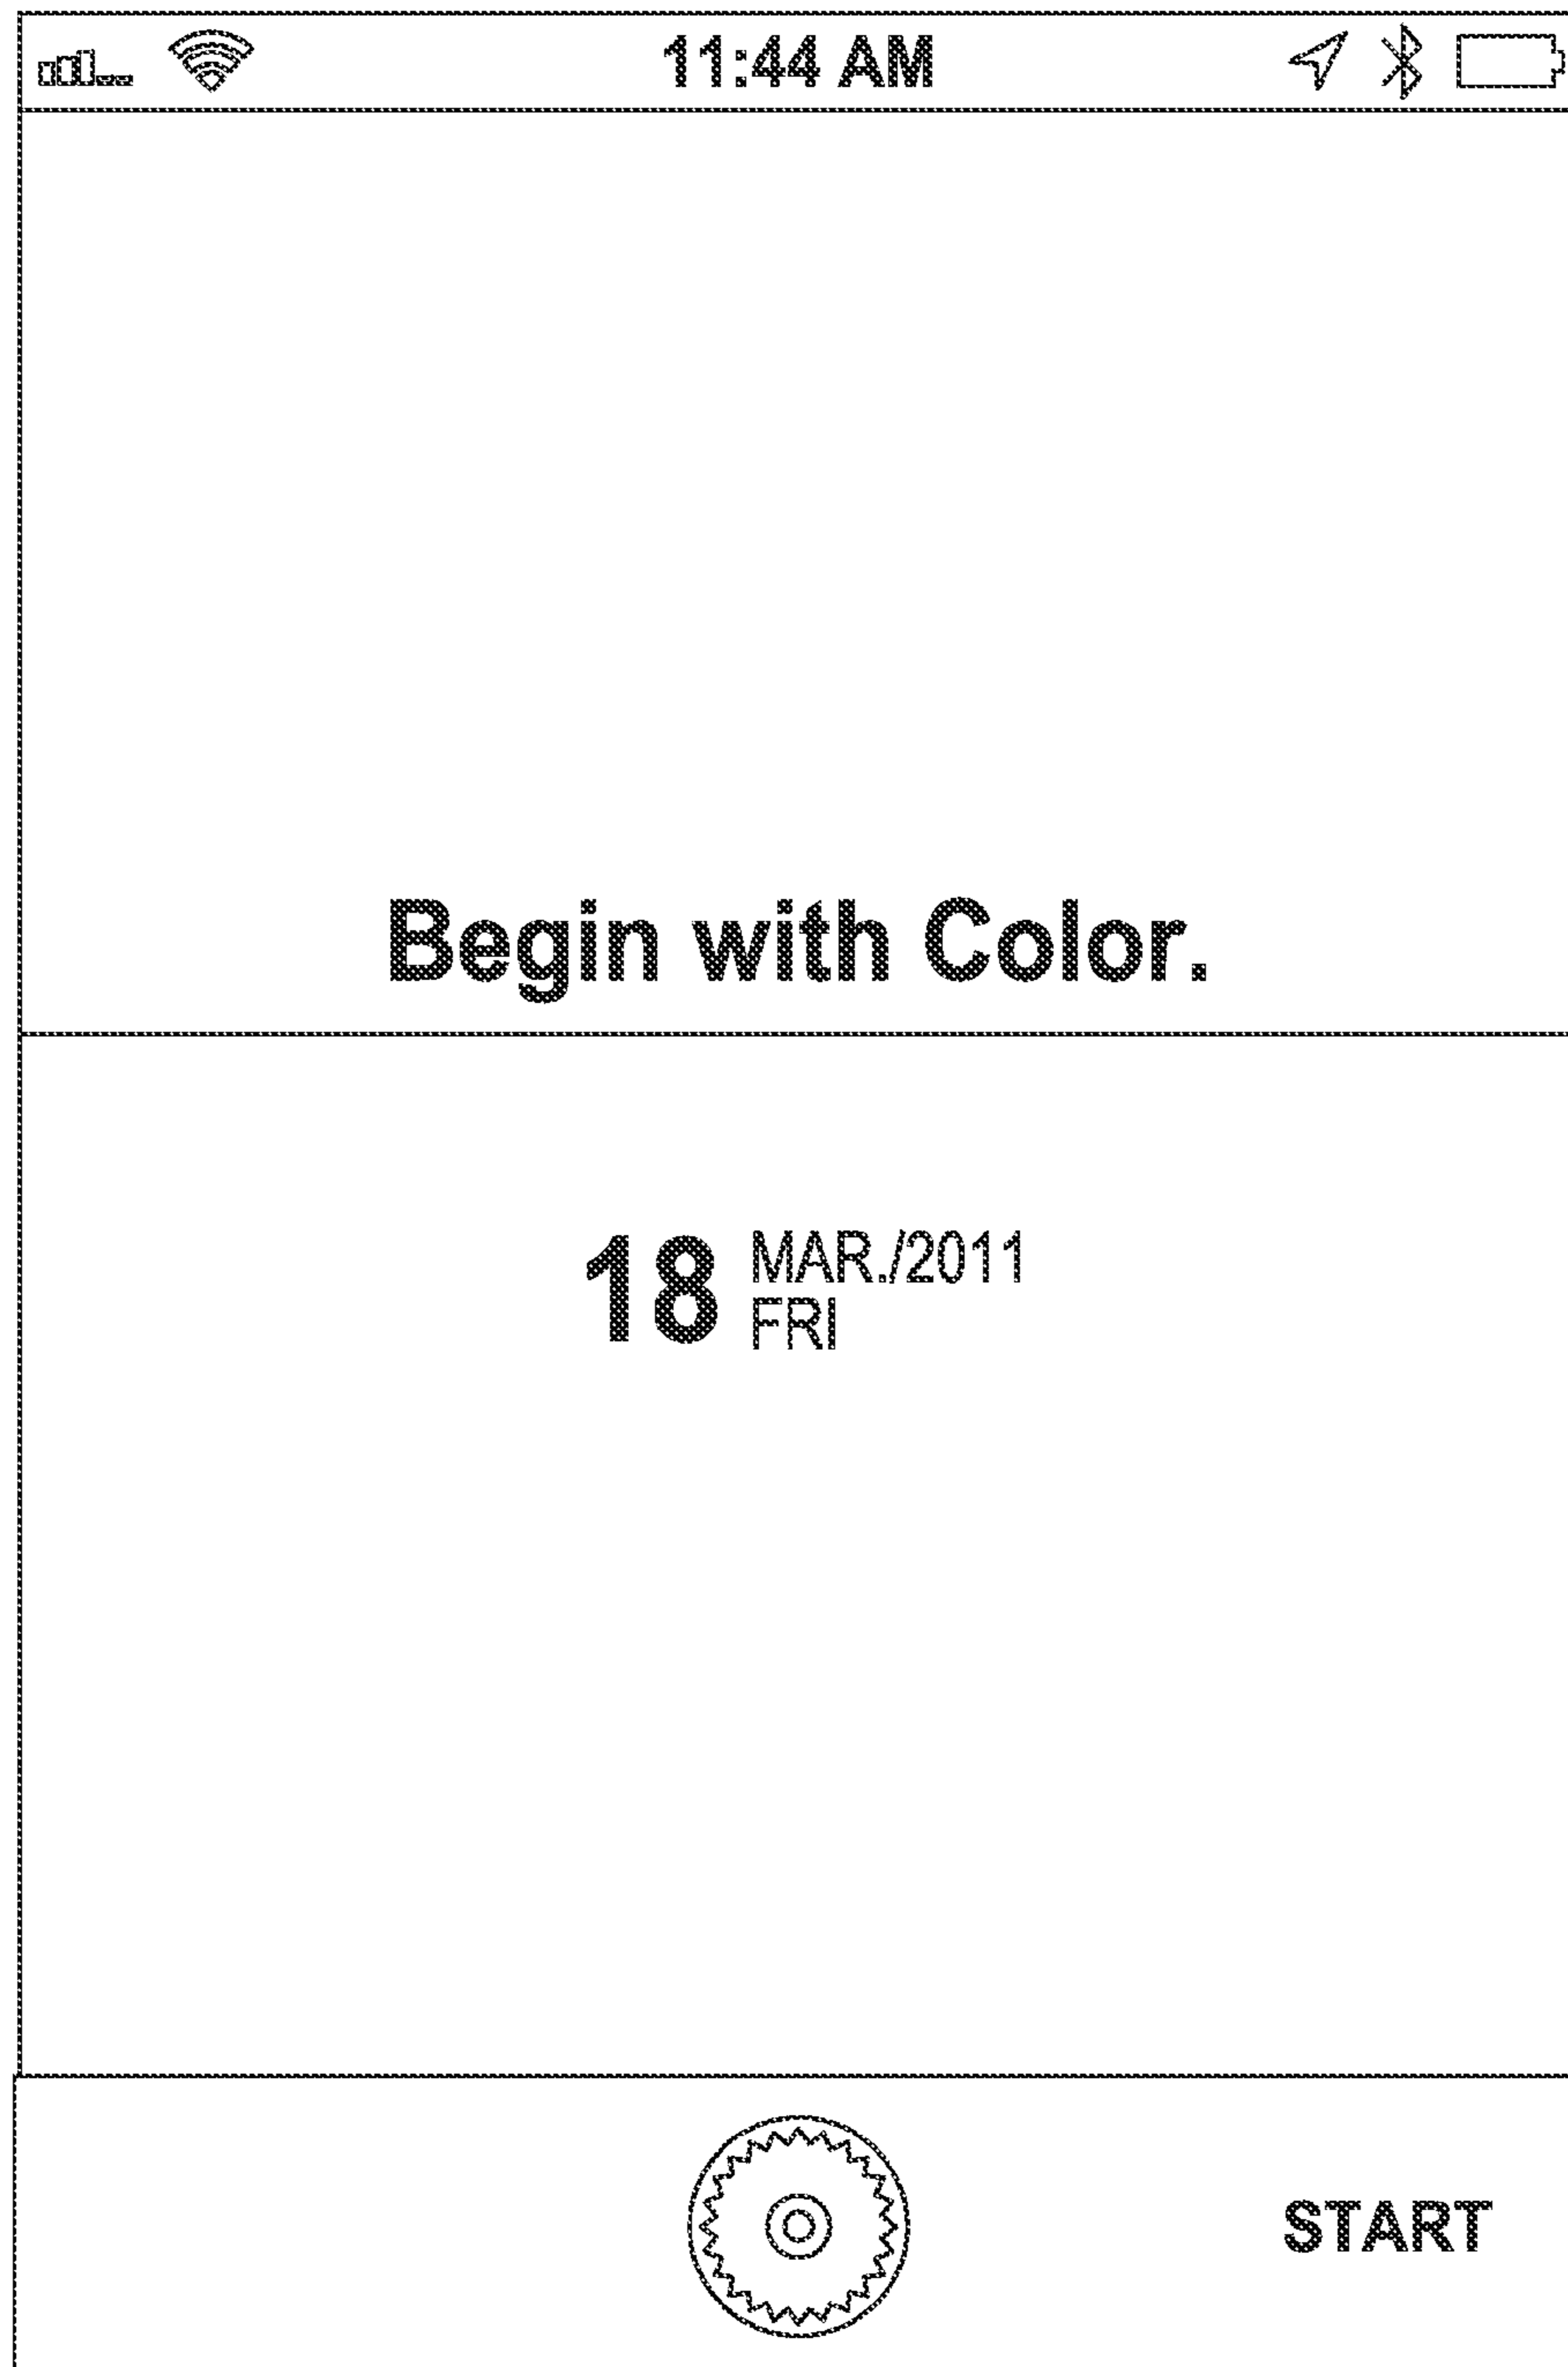 11:44 AM
Begin with Color.
18 MAR./2011
FRI
START